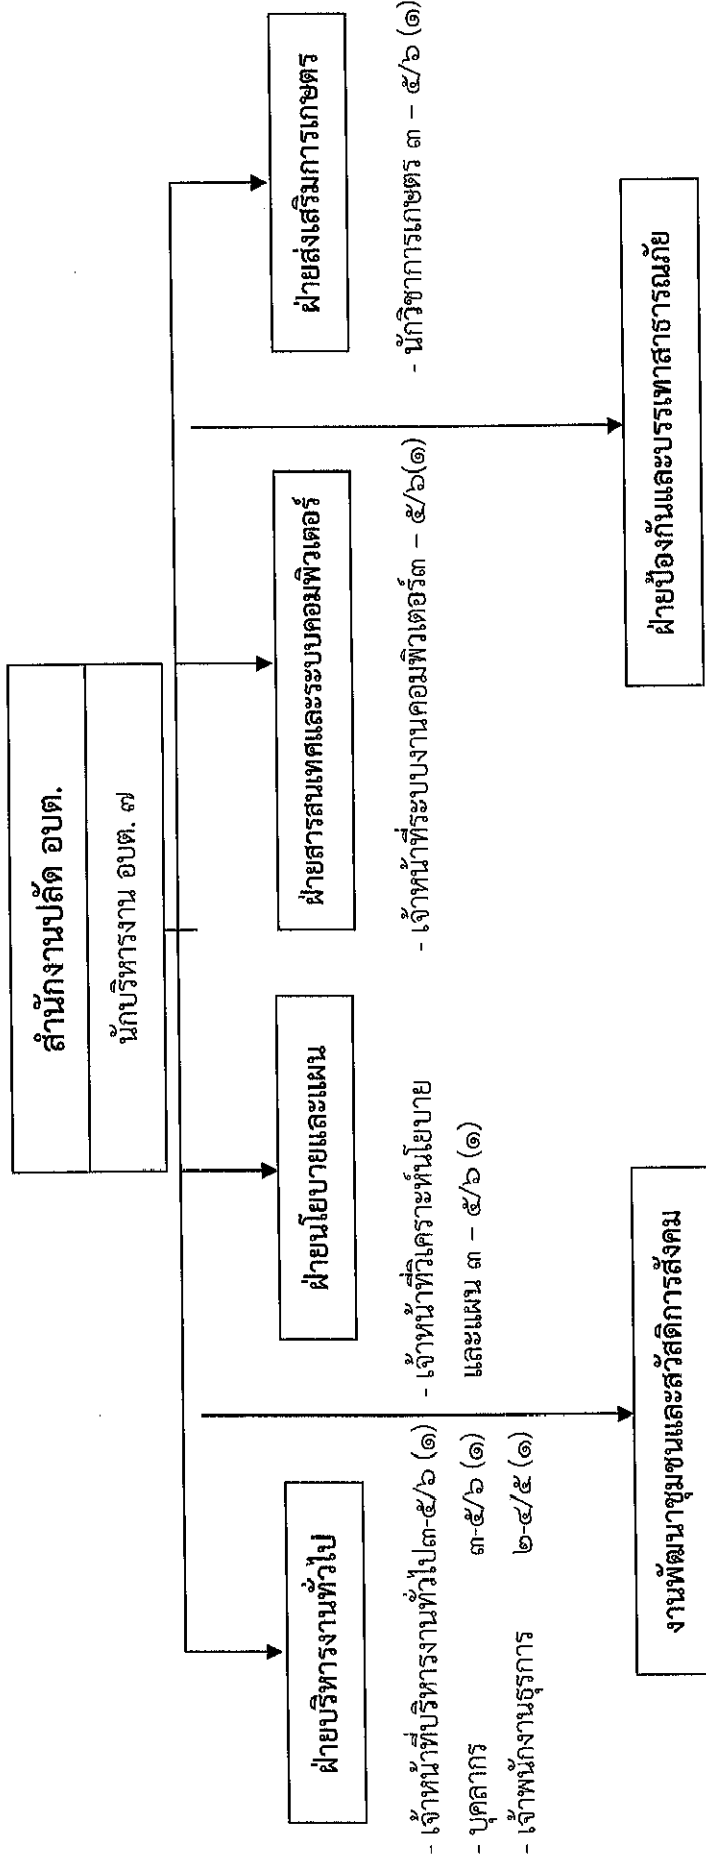 สำนักงานปลัด อบต.
นักบริหารงาน อบต. ๗
ฝ่ายบริหารงานทั่วไป
- เจ้าหน้าที่บริหารงานทั่วไป๓-๕/๖ (๑)
- บุคลากร ๓-๕/๖ (๑)
- เจ้าพนักงานธุรการ ๒-๔/๕ (๑)
ฝ่ายนโยบายและแผน
- เจ้าหน้าที่วิเคราะห์นโยบาย
และแผน ๓ – ๕/๖ (๑)
ฝ่ายสารสนเทศและระบบคอมพิวเตอร์
- เจ้าหน้าที่ระบบงานคอมพิวเตอร์๓ – ๕/๖(๑)
ฝ่ายส่งเสริมการเกษตร
- นักวิชาการเกษตร ๓ – ๕/๖ (๑)
งานพัฒนาชุมชนและสวัสดิการสังคม
ฝ่ายป้องกันและบรรเทาสาธารณภัย